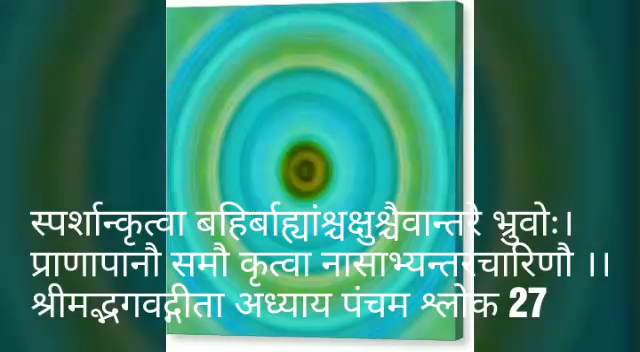 स्पर्शान्कृत्वा बहिर्बाह्यांश्चक्षुश्चैवान्तरे भ्रुवोः।
प्राणापानौ समौ कृत्वा नासाभ्यन्तरचारिणौ ।।
श्रीमद्भगवद्गीता अध्याय पंचम श्लोक 27